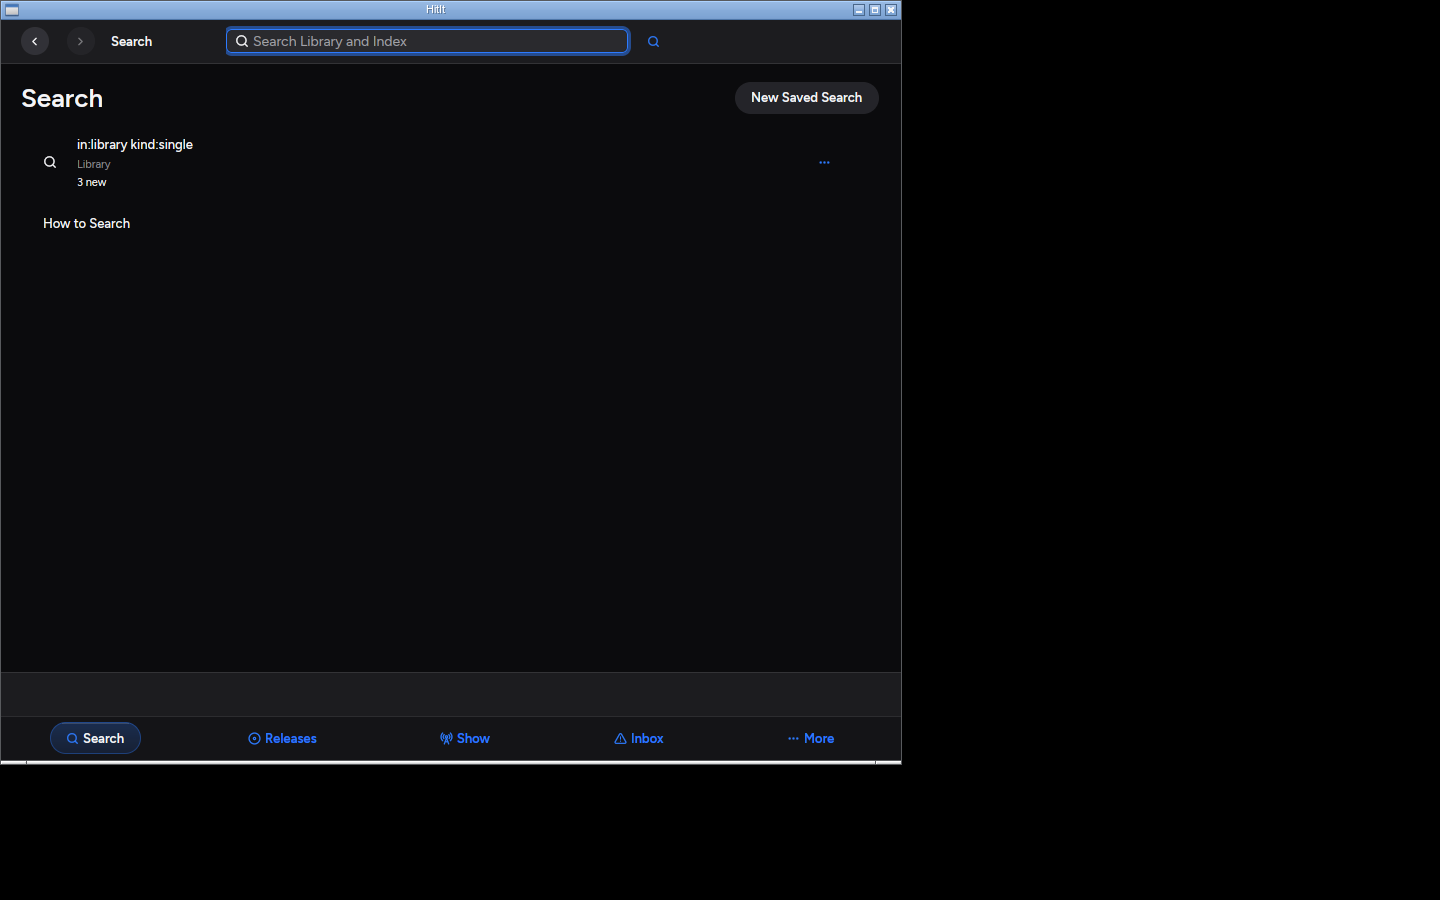 HitIt
Search
Search Library and Index
Search
New Saved Search
in:library kind:single
Library
3 new
How to Search
Search
Releases
Show
Inbox
More